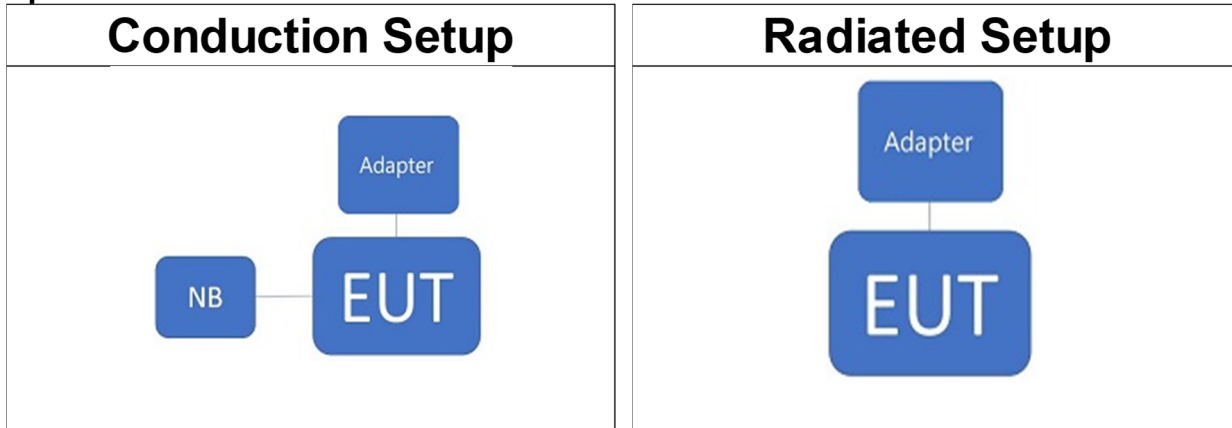 Conduction Setup
Adapter
NB
EUT
Radiated Setup
Adapter
EUT